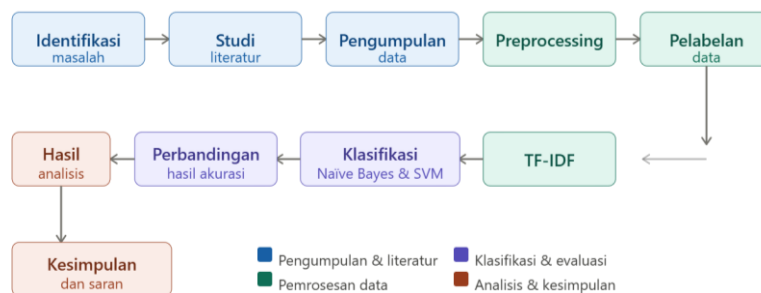 Identifikasi
masalah
Studi
literatur
Pengumpulan
data
Preprocessing
Pelabelan
data
Hasil
analisis
Perbandingan
hasil akurasi
Klasifikasi
Naïve Bayes & SVM
TF-IDF
Kesimpulan
dan saran
Pengumpulan & literatur
Klasifikasi & evaluasi
Pemrosesan data
Analisis & kesimpulan